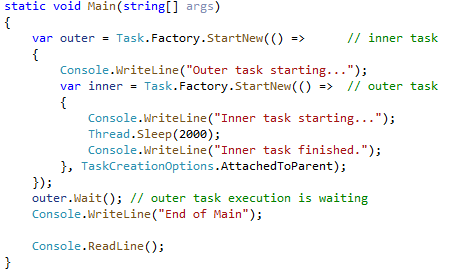 static void Main(string[] args)
{
    var outer = Task.Factory.StartNew(() =>      // inner task
    {
        Console.WriteLine("Outer task starting...");
        var inner = Task.Factory.StartNew(() =>  // outer task
        {
            Console.WriteLine("Inner task starting...");
            Thread.Sleep(2000);
            Console.WriteLine("Inner task finished.");
        }, TaskCreationOptions.AttachedToParent);
    });
    outer.Wait(); // outer task execution is waiting
    Console.WriteLine("End of Main");

    Console.ReadLine();
}